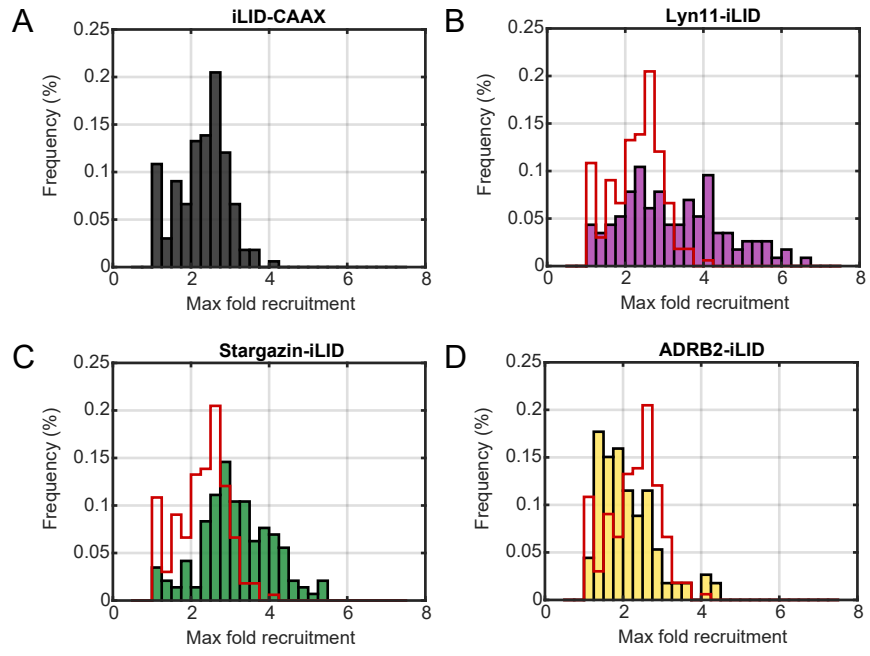 A
iLID-CAAX
Frequency (%)
0.25
0.2
0.15
0.1
0.05
0
0 2 4 6 8
Max fold recruitment
B
Lyn11-iLID
Frequency (%)
0.25
0.2
0.15
0.1
0.05
0
0 2 4 6 8
Max fold recruitment
C
Stargazin-iLID
Frequency (%)
0.25
0.2
0.15
0.1
0.05
0
0 2 4 6 8
Max fold recruitment
D
ADRB2-iLID
Frequency (%)
0.25
0.2
0.15
0.1
0.05
0
0 2 4 6 8
Max fold recruitment